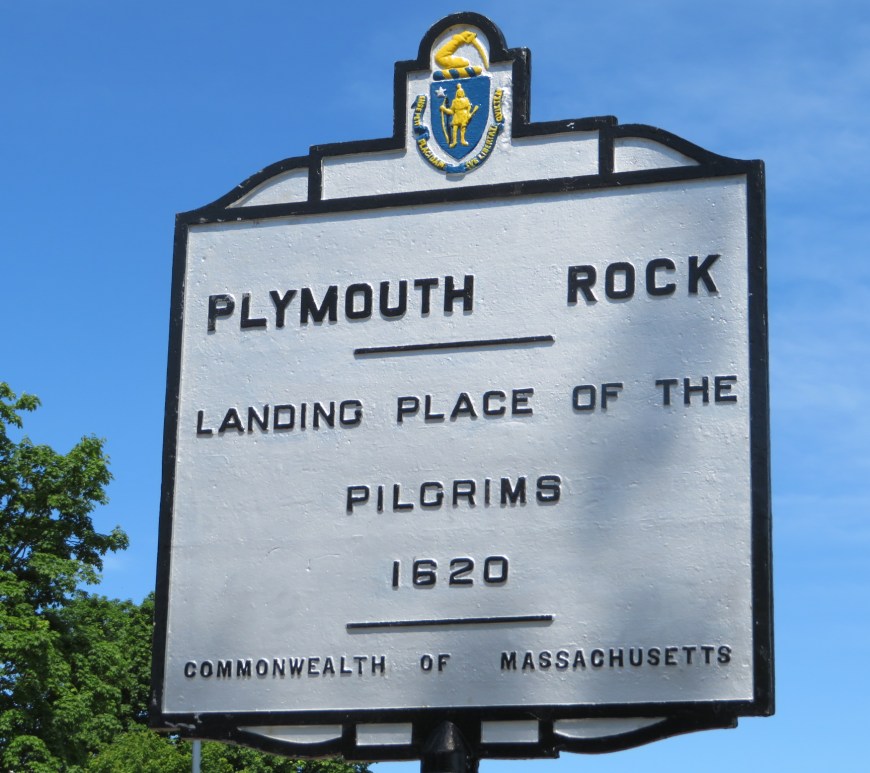 PLYMOUTH ROCK
LANDING PLACE OF THE
PILGRIMS
1620
COMMONWEALTH OF MASSACHUSETTS